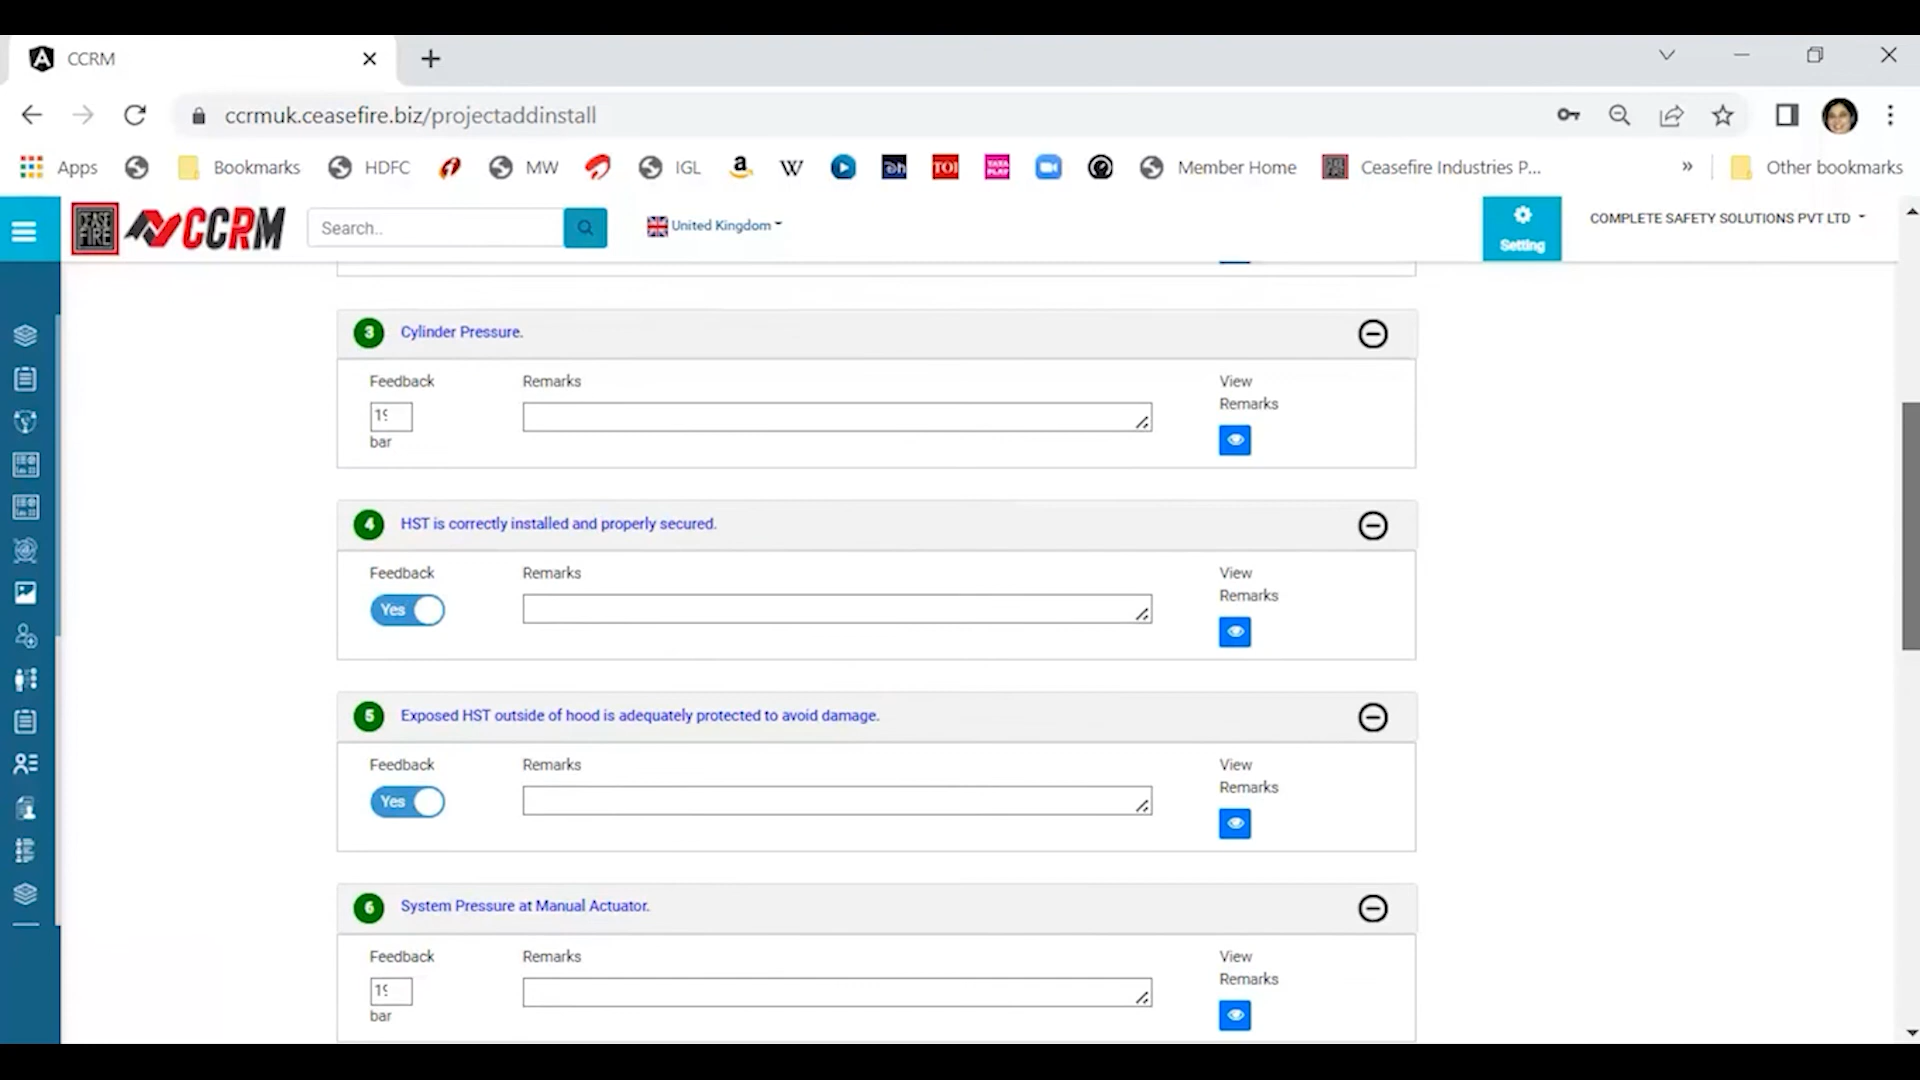 CCRM
ccrmuk.ceasefire.biz/projectaddinstall
Apps Bookmarks HDFC MW IGL Member Home Ceasefire Industries P... » Other bookmarks
CEASE FIRE CCRM Search.. United Kingdom Setting COMPLETE SAFETY SOLUTIONS PVT LTD
3 Cylinder Pressure.
Feedback Remarks View
Remarks
bar
4 HST is correctly installed and properly secured.
Feedback Remarks View
Remarks
Yes
5 Exposed HST outside of hood is adequately protected to avoid damage.
Feedback Remarks View
Remarks
Yes
6 System Pressure at Manual Actuator.
Feedback Remarks View
Remarks
bar